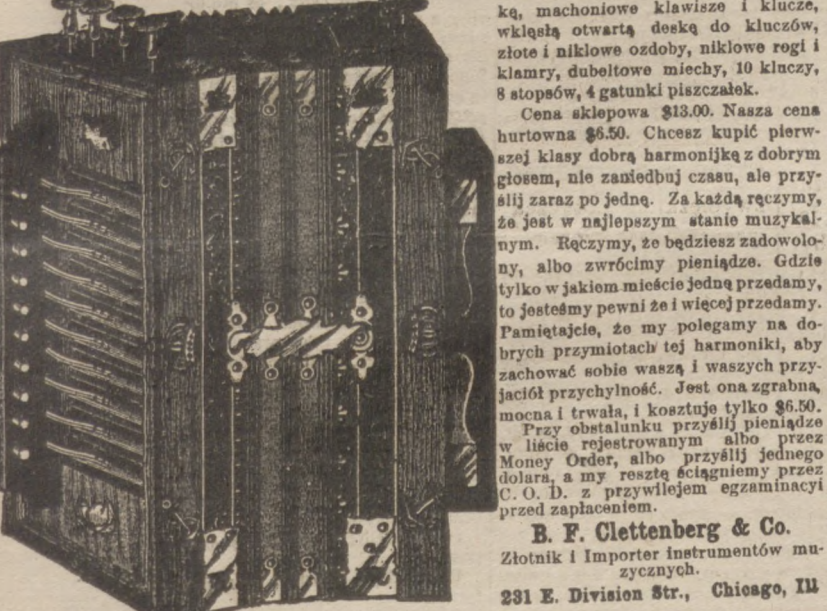 kę, machoniowe klawisze i klucze,
wklęsłą otwartą deskę do kluczów,
złote i niklowe ozdoby, niklowe rogi i
klamry, dubeltowe miechy, 10 kluczy,
8 stopsów, 4 gatunki piszczałek.
Cena sklepowa $13.00. Nasza cena
hurtowna $6.50. Chcesz kupić pierw-
szej klasy dobrą harmonijkę z dobrym
głosem, nie zaniedbuj czasu, ale przy-
ślij zaraz po jednę. Za każdą ręczymy,
że jest w najlepszym stanie muzykal-
nym. Ręczymy, że będziesz zadowolo-
ny, albo zwrócimy pieniądze. Gdzie
tylko w jakiem mieście jednę przedamy,
to jesteśmy pewni że i więcej przedamy.
Pamiętajcie, że my polegamy na do-
brych przymiotach tej harmoniki, aby
zachować sobie waszą i waszych przy-
jaciół przychylność. Jest ona zgrabna,
mocna i trwała, i kosztuje tylko $6.50.
Przy obstalunku przyślij pieniądze
w liście rejestrowanym albo przez
Money Order, albo przyślij jednego
dolara, a my resztę ściągniemy przez
C. O. D. z przywilejem egzaminacyi
przed zapłaceniem.
B. F. Clettenberg & Co.
Złotnik i Importer instrumentów mu-
zycznych.
231 E. Division Str., Chicago, Ill